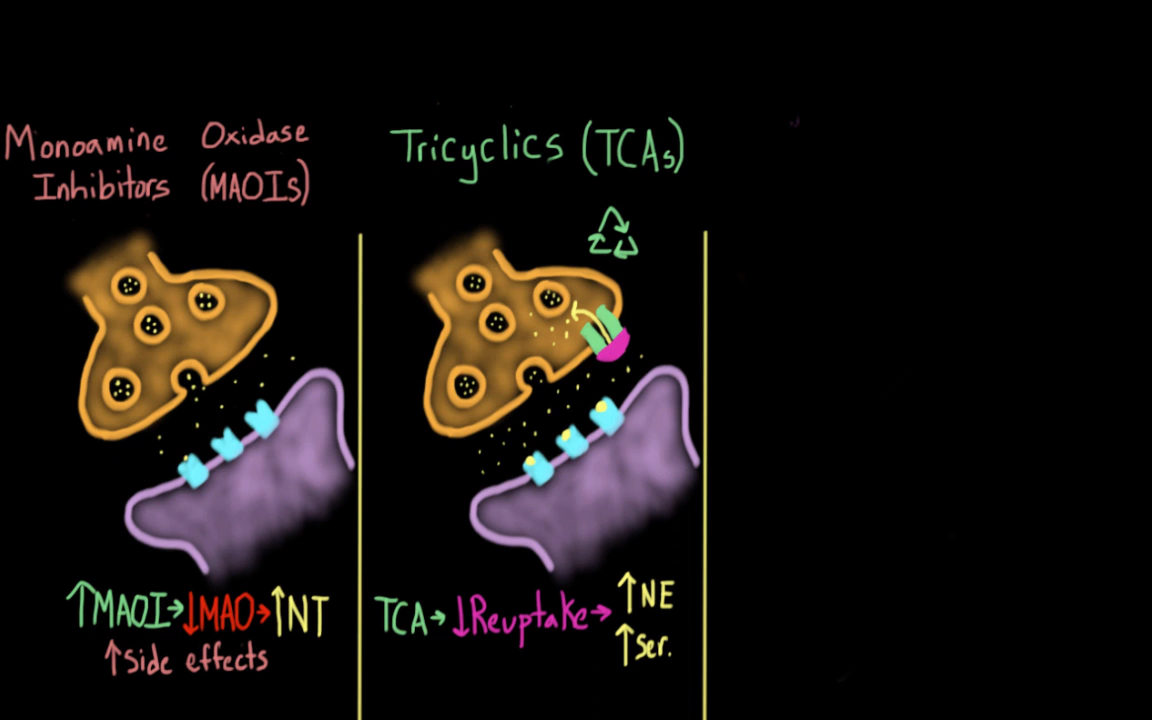 Monoamine Oxidase
Inhibitors (MAOIs)
Tricyclics (TCAs)
↑MAOI→↓MAO→↑NT
↑Side effects
TCA→↓Reuptake→↑NE
↑Ser.